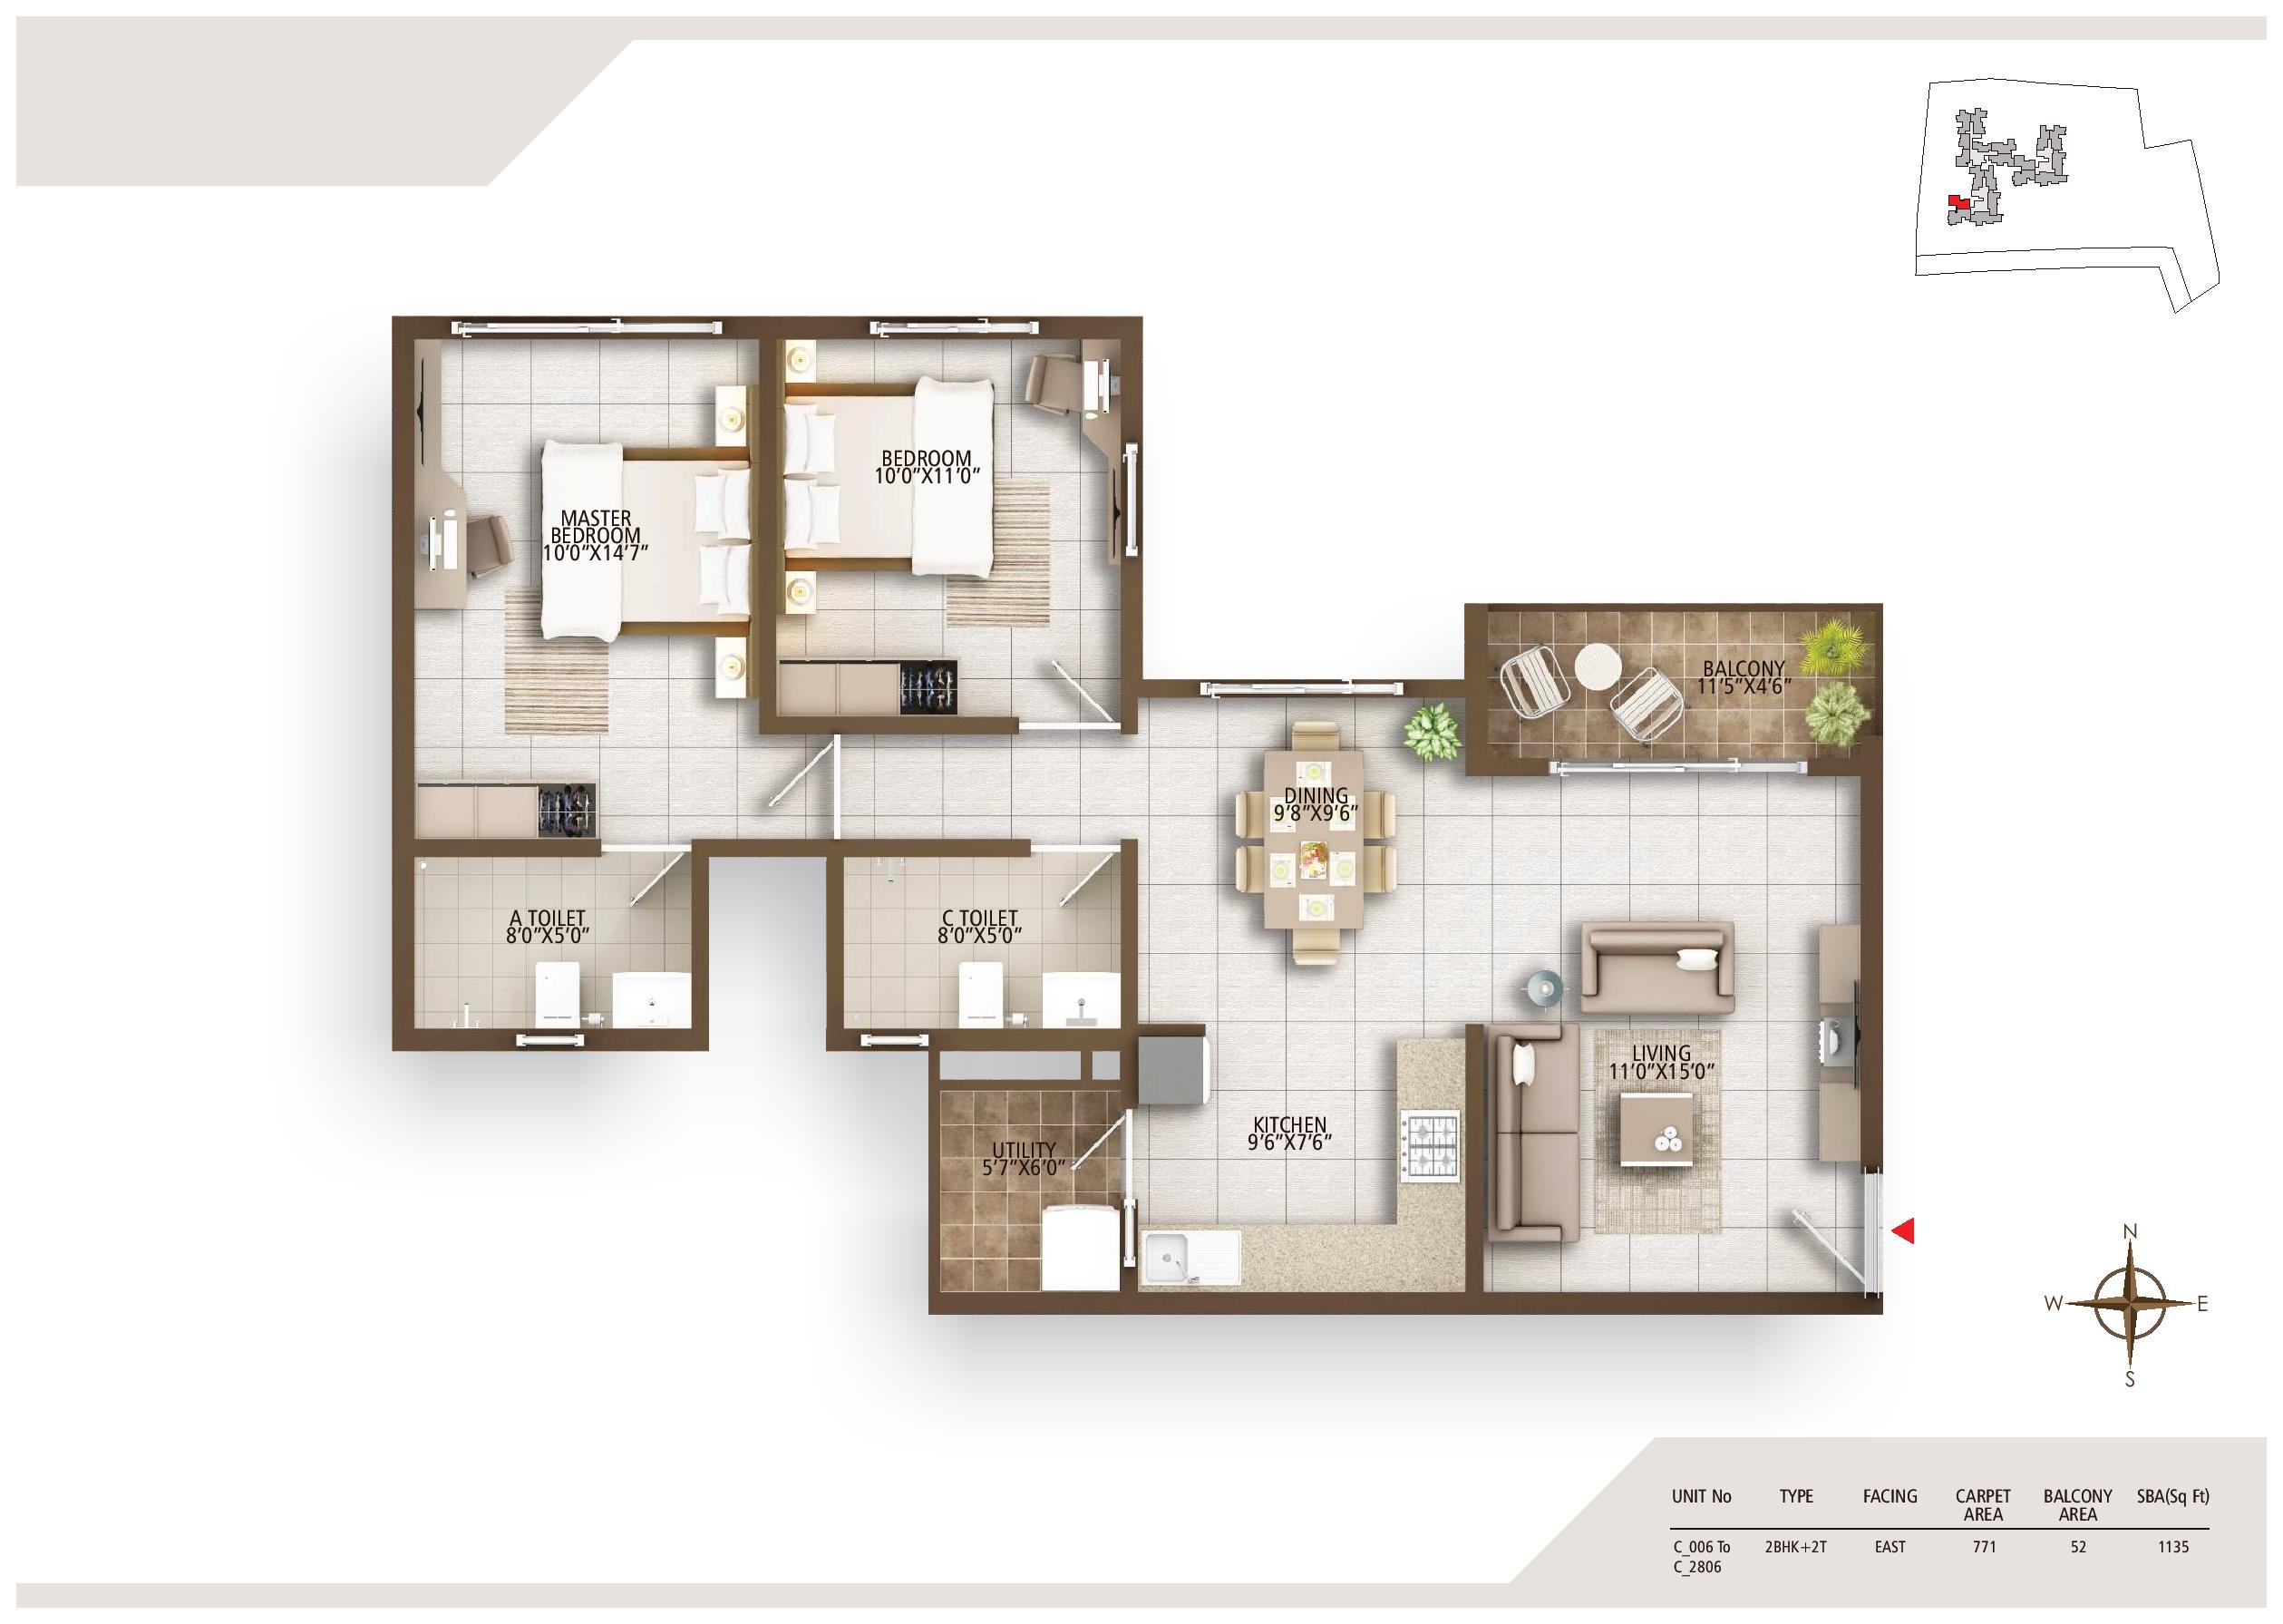 BEDROOM
10'0"X11'0"
MASTER
BEDROOM
10'0"X14'7"
BALCONY
11'5"X4'6"
DINING
9'8"X9'6"
A TOILET
8'0"X5'0"
C TOILET
8'0"X5'0"
LIVING
11'0"X15'0"
KITCHEN
9'6"X7'6"
UTILITY
5'7"X6'0"
N
W E
S
UNIT No TYPE FACING CARPET AREA BALCONY AREA SBA(Sq Ft)
C_006 To C_2806 2BHK+2T EAST 771 52 1135